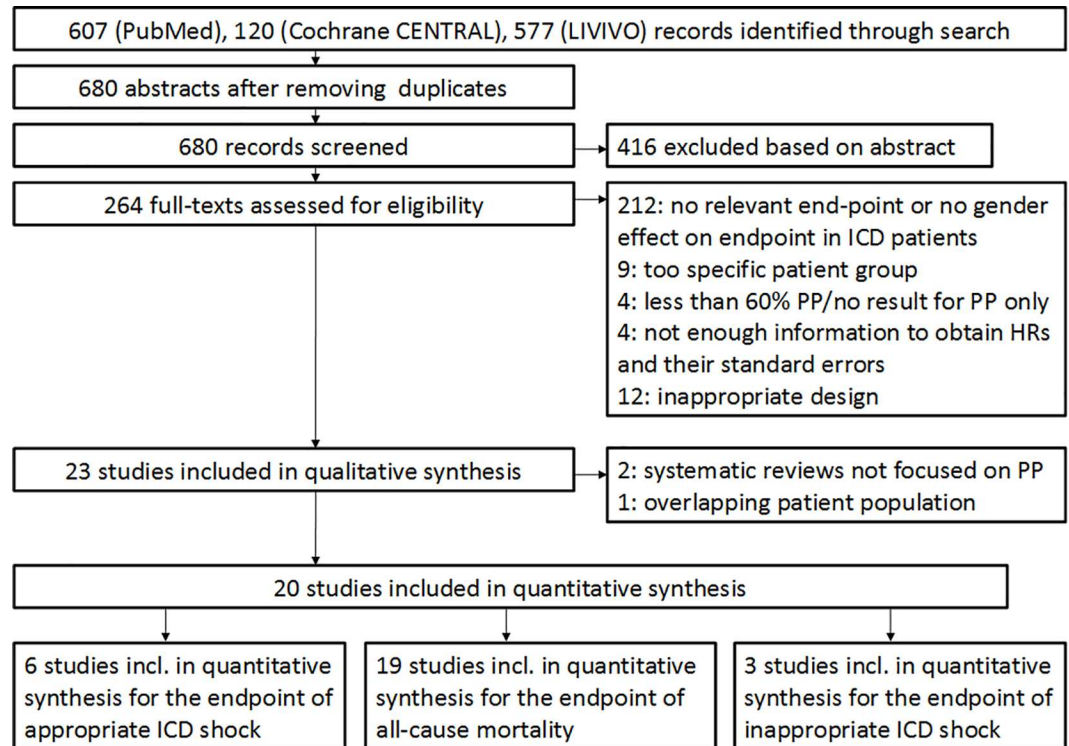 607 (PubMed), 120 (Cochrane CENTRAL), 577 (LIVIVO) records identified through search
680 abstracts after removing duplicates
680 records screened
416 excluded based on abstract
264 full-texts assessed for eligibility
212: no relevant end-point or no gender
effect on endpoint in ICD patients
9: too specific patient group
4: less than 60% PP/no result for PP only
4: not enough information to obtain HRs
and their standard errors
12: inappropriate design
23 studies included in qualitative synthesis
2: systematic reviews not focused on PP
1: overlapping patient population
20 studies included in quantitative synthesis
6 studies incl. in quantitative
synthesis for the endpoint of
appropriate ICD shock
19 studies incl. in quantitative
synthesis for the endpoint of
all-cause mortality
3 studies incl. in quantitative
synthesis for the endpoint of
inappropriate ICD shock